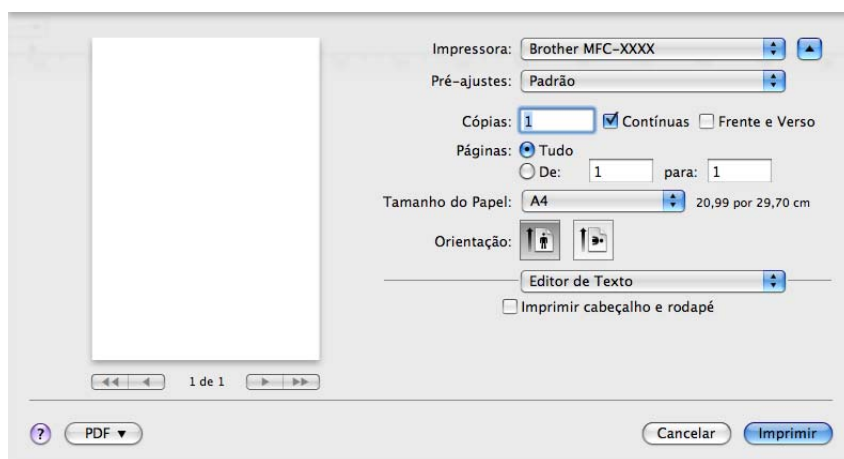 Impressora: Brother MFC-XXXX
Pré-ajustes: Padrão
Cópias: 1 Contínuas Frente e Verso
Páginas: Tudo
De: 1 para: 1
Tamanho do Papel: A4 20,99 por 29,70 cm
Orientação:
Editor de Texto
Imprimir cabeçalho e rodapé
1 de 1
? PDF Cancelar Imprimir